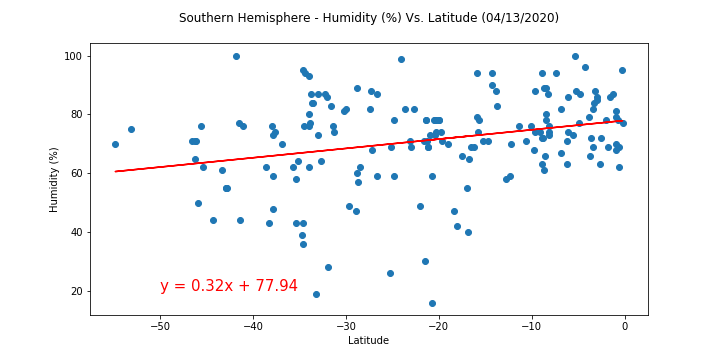 Southern Hemisphere - Humidity (%) Vs. Latitude (04/13/2020)
Humidity (%)
100
80
60
40
20
y = 0.32x + 77.94
−50 −40 −30 −20 −10 0
Latitude